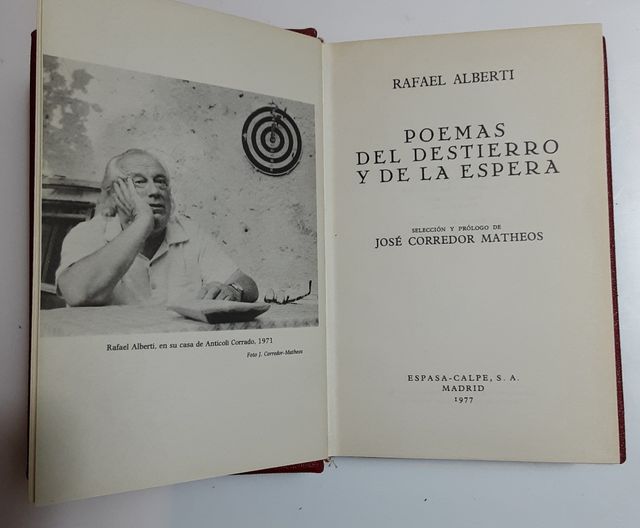 Rafael Alberti, en su casa de Anticoli Corrado, 1971
Foto J. Corredor-Matheos
RAFAEL ALBERTI
POEMAS
DEL DESTIERRO
Y DE LA ESPERA
SELECCIÓN Y PRÓLOGO DE
JOSÉ CORREDOR MATHEOS
ESPASA-CALPE, S. A.
MADRID
1977